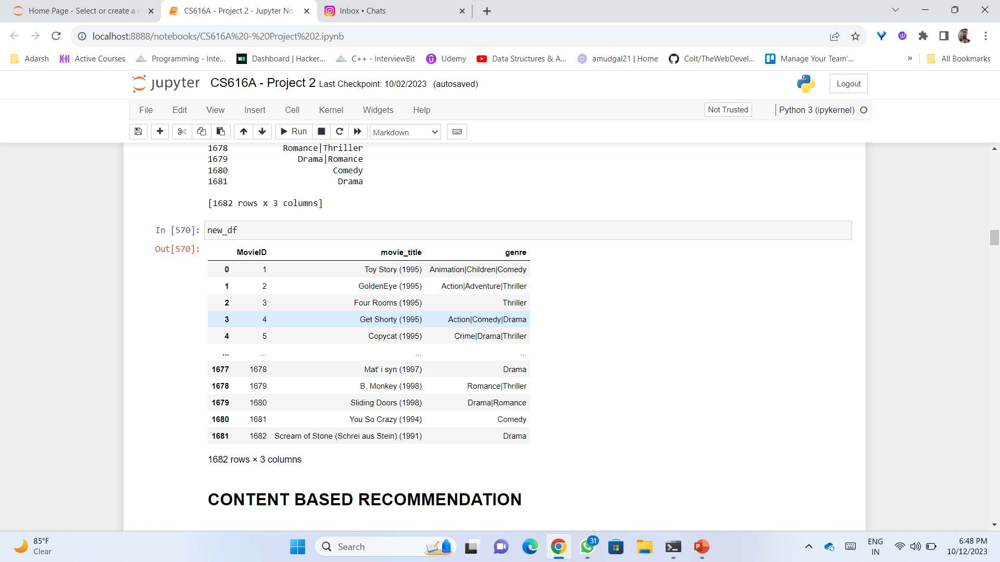 Home Page - Select or create a n
CS616A - Project 2 - Jupyter Not
Inbox • Chats
localhost:8888/notebooks/CS616A%20-%20Project%202.ipynb
Adarsh
Active Courses
Programming - Inte...
Dashboard | Hacker...
C++ - InterviewBit
Udemy
Data Structures & A...
amudgal21 | Home
Colt/TheWebDevel...
Manage Your Team'...
»
All Bookmarks
jupyter CS616A - Project 2 Last Checkpoint: 10/02/2023 (autosaved)
Logout
File Edit View Insert Cell Kernel Widgets Help
Not Trusted
Python 3 (ipykernel)
Run
Markdown
1678 Romance|Thriller
1679 Drama|Romance
1680 Comedy
1681 Drama
[1682 rows x 3 columns]
In [570]: new_df
Out[570]:
MovieID movie_title genre
0 1 Toy Story (1995) Animation|Children|Comedy
1 2 GoldenEye (1995) Action|Adventure|Thriller
2 3 Four Rooms (1995) Thriller
3 4 Get Shorty (1995) Action|Comedy|Drama
4 5 Copycat (1995) Crime|Drama|Thriller
... ... ... ...
1677 1678 Mat' i syn (1997) Drama
1678 1679 B. Monkey (1998) Romance|Thriller
1679 1680 Sliding Doors (1998) Drama|Romance
1680 1681 You So Crazy (1994) Comedy
1681 1682 Scream of Stone (Schrei aus Stein) (1991) Drama
1682 rows × 3 columns
CONTENT BASED RECOMMENDATION
85°F
Clear
Search
31
ENG
IN
6:48 PM
10/12/2023